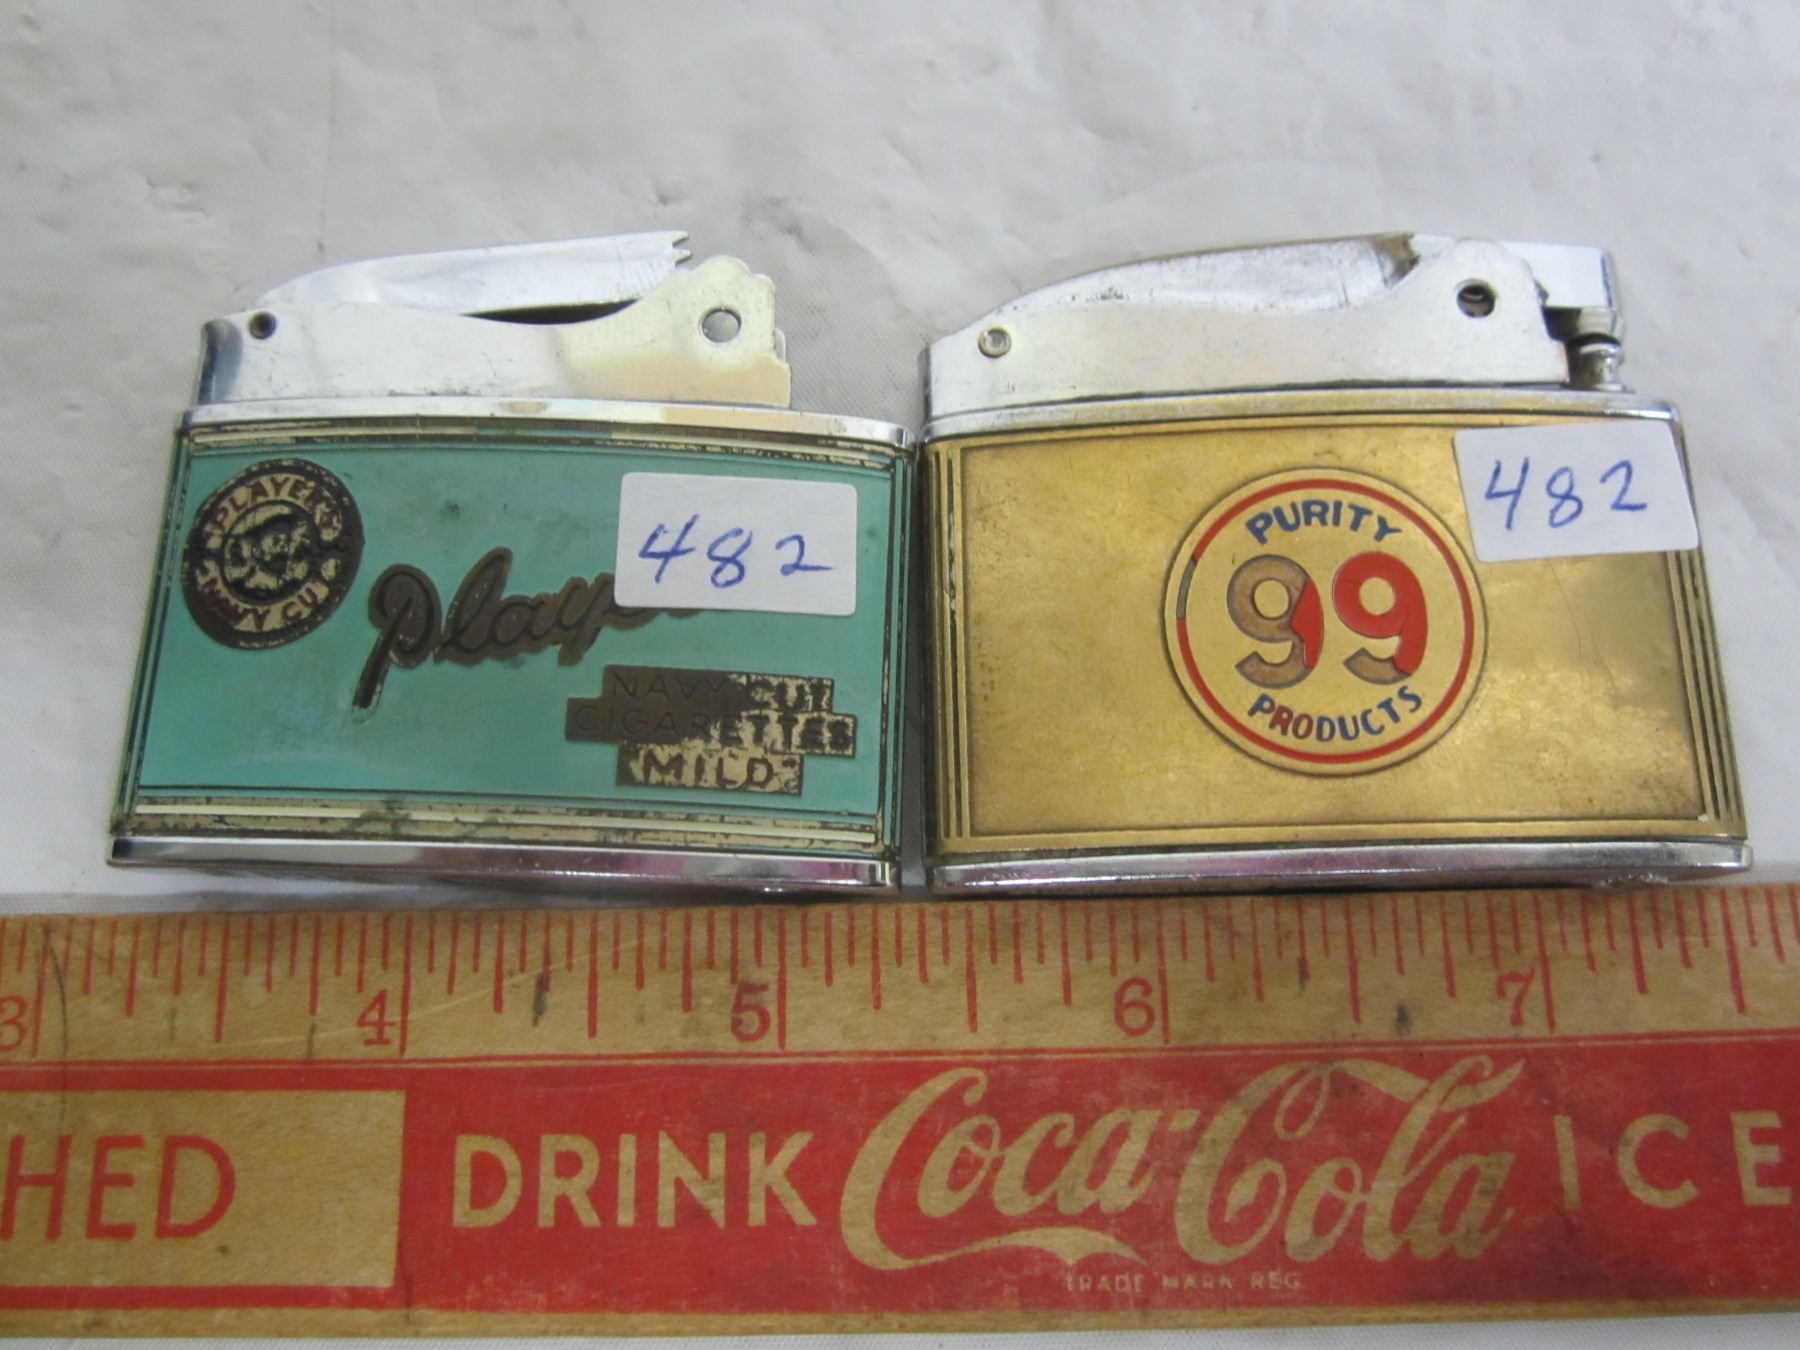 PLAYER'S
NAVY CUT
Player
482
NAVY CUT
CIGARETTES
MILD
PURITY
99
PRODUCTS
482
3 4 5 6 7
HED
DRINK Coca-Cola ICE
TRADE MARK REG